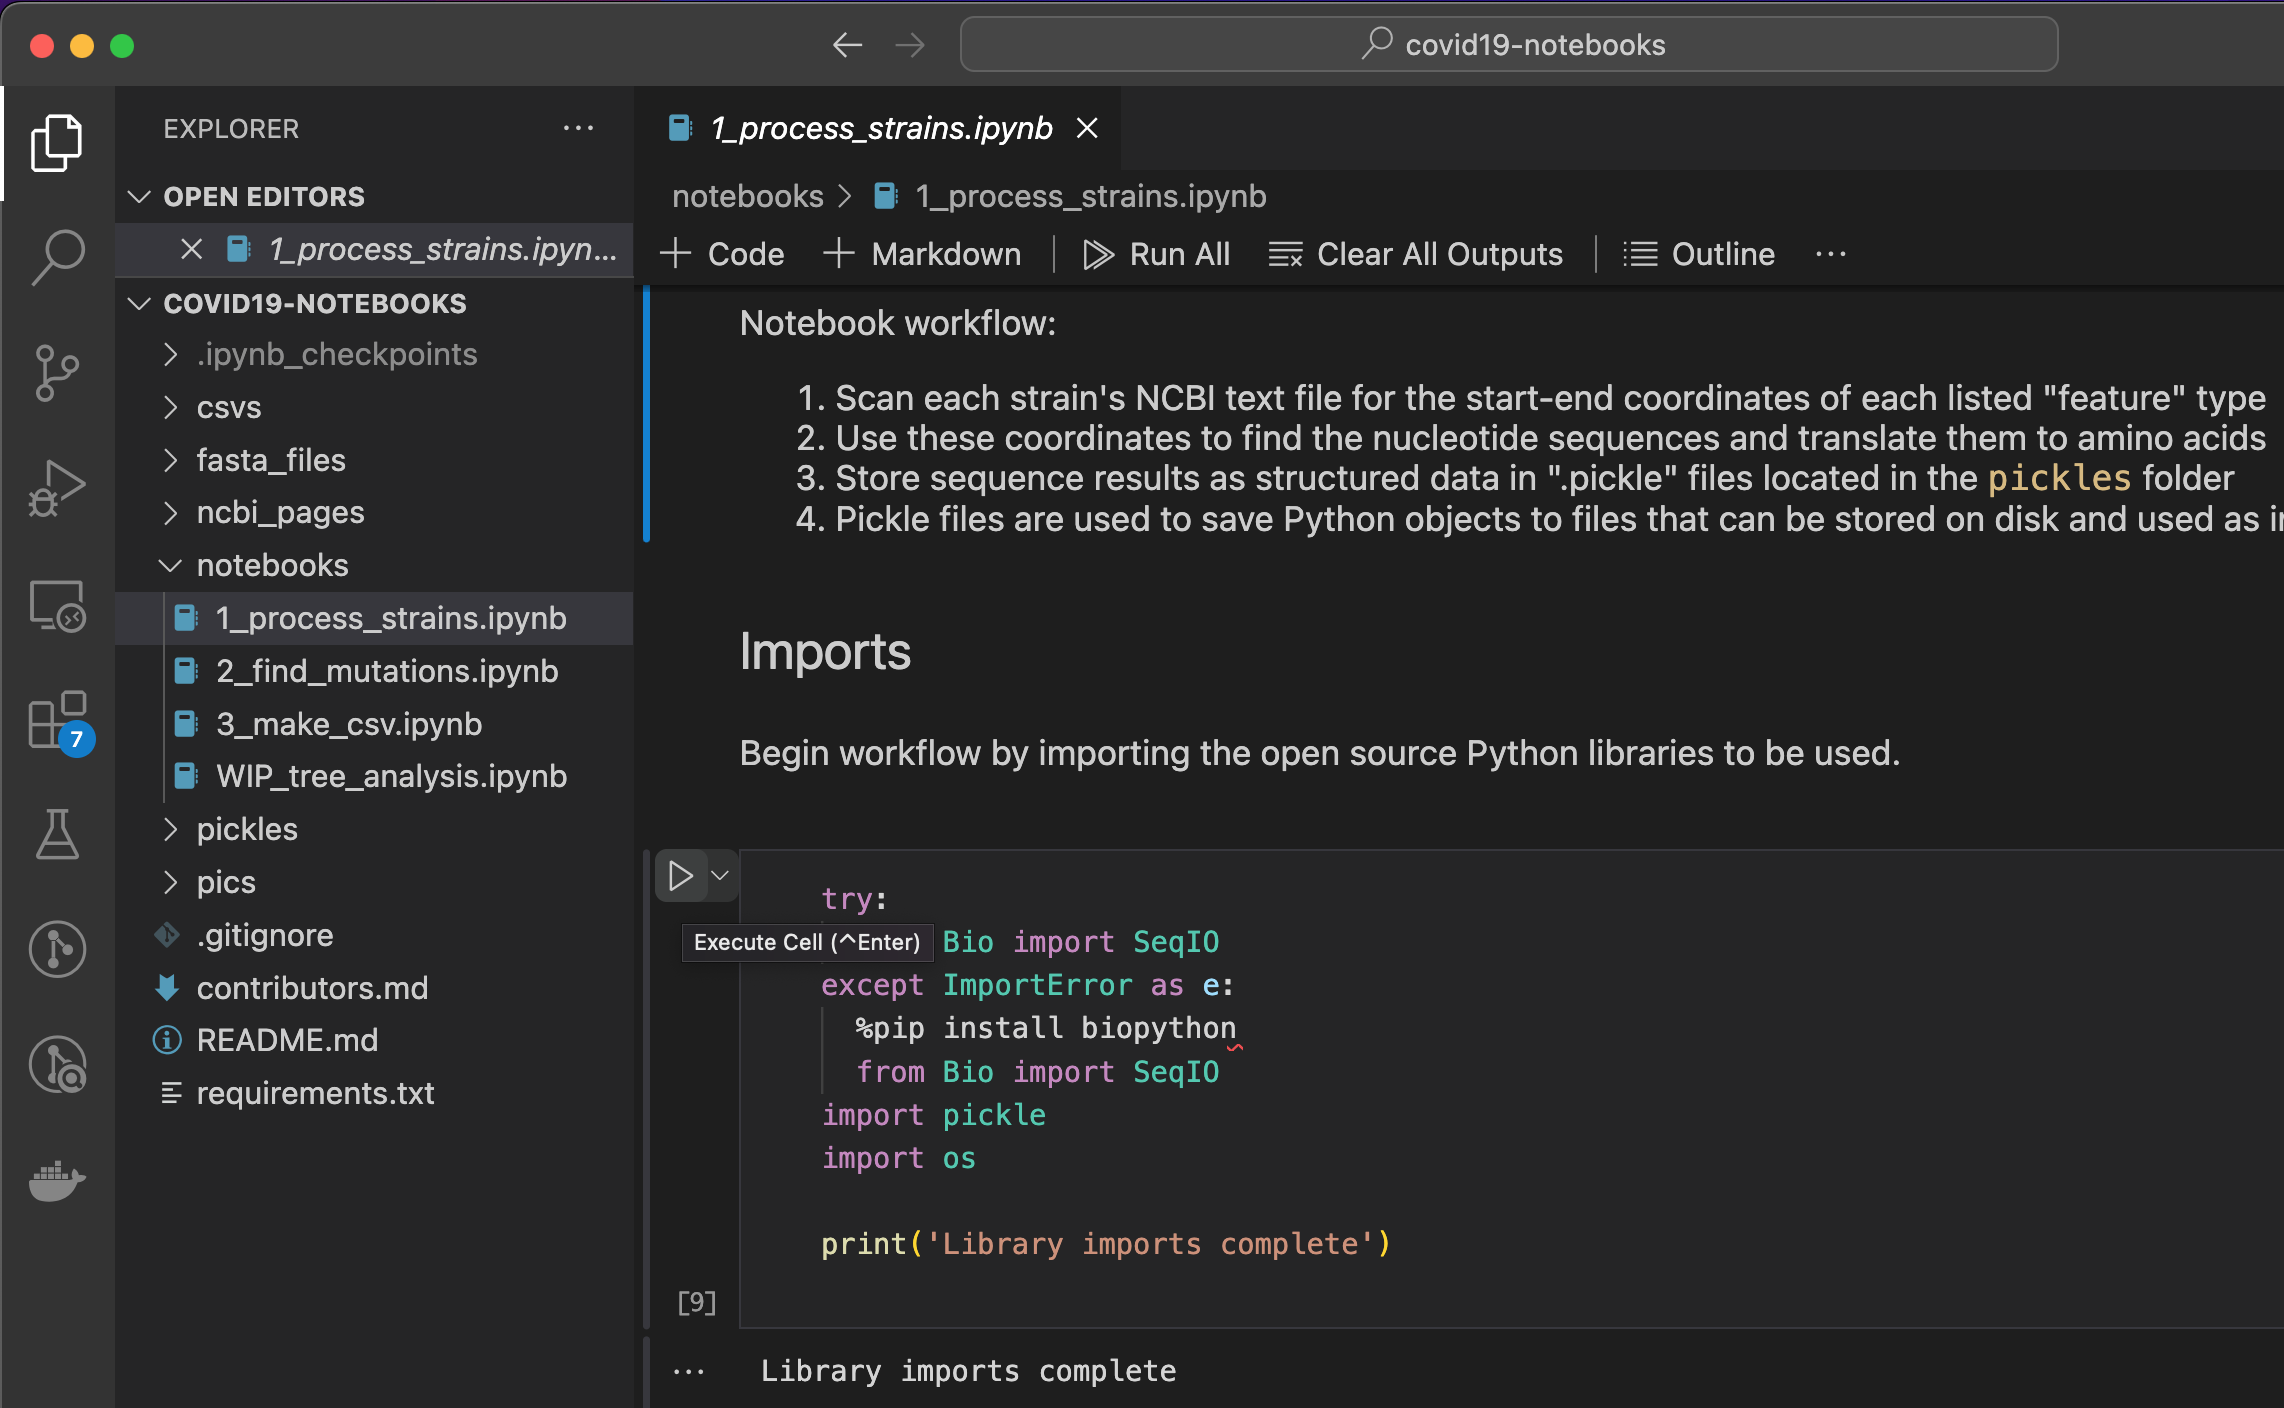 covid19-notebooks
EXPLORER
OPEN EDITORS
1_process_strains.ipyn...
COVID19-NOTEBOOKS
.ipynb_checkpoints
csvs
fasta_files
ncbi_pages
notebooks
1_process_strains.ipynb
2_find_mutations.ipynb
3_make_csv.ipynb
WIP_tree_analysis.ipynb
pickles
pics
.gitignore
contributors.md
README.md
requirements.txt
7
1_process_strains.ipynb
notebooks > 1_process_strains.ipynb
+ Code + Markdown | Run All Clear All Outputs | Outline ...
Notebook workflow:
1. Scan each strain's NCBI text file for the start-end coordinates of each listed "feature" type
2. Use these coordinates to find the nucleotide sequences and translate them to amino acids
3. Store sequence results as structured data in ".pickle" files located in the pickles folder
4. Pickle files are used to save Python objects to files that can be stored on disk and used as
Imports
Begin workflow by importing the open source Python libraries to be used.
try:
Execute Cell (^Enter) Bio import SeqIO
except ImportError as e:
%pip install biopython
from Bio import SeqIO
import pickle
import os
print('Library imports complete')
[9]
... Library imports complete